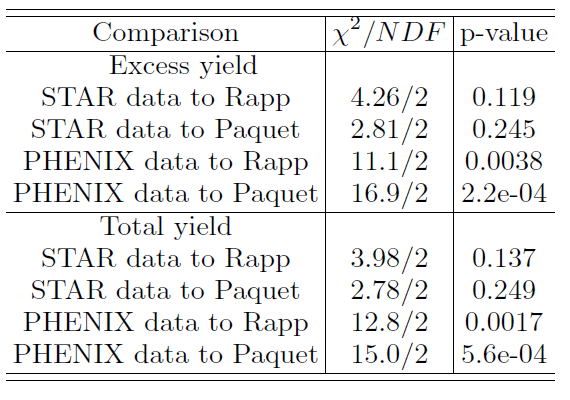 Comparison χ²/NDF p-value
Excess yield
STAR data to Rapp 4.26/2 0.119
STAR data to Paquet 2.81/2 0.245
PHENIX data to Rapp 11.1/2 0.0038
PHENIX data to Paquet 16.9/2 2.2e-04
Total yield
STAR data to Rapp 3.98/2 0.137
STAR data to Paquet 2.78/2 0.249
PHENIX data to Rapp 12.8/2 0.0017
PHENIX data to Paquet 15.0/2 5.6e-04